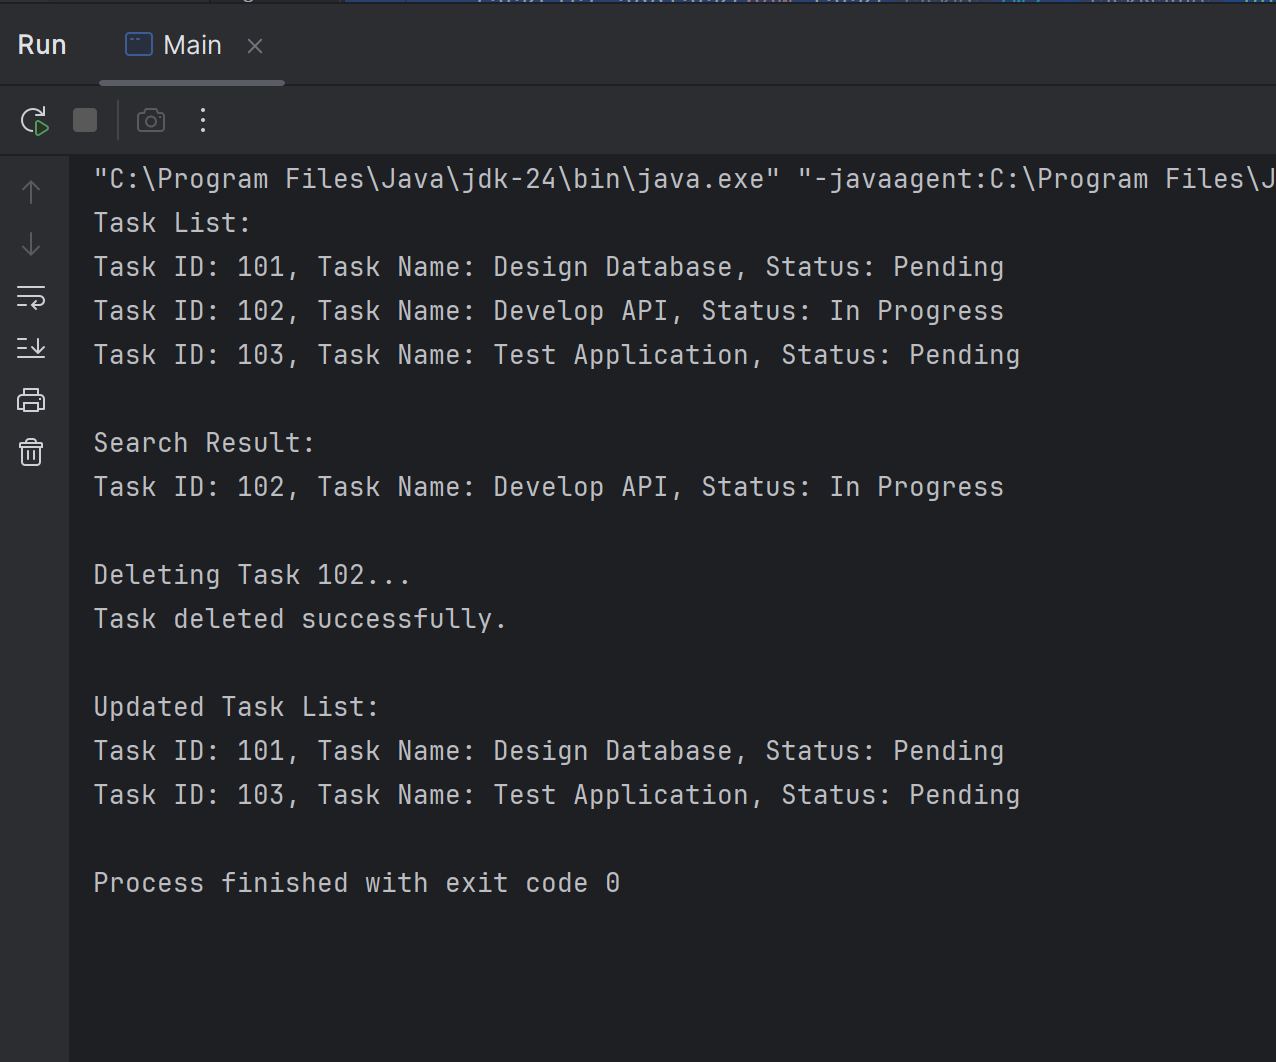 Run
Main
"C:\Program Files\Java\jdk-24\bin\java.exe" "-javaagent:C:\Program Files\J
Task List:
Task ID: 101, Task Name: Design Database, Status: Pending
Task ID: 102, Task Name: Develop API, Status: In Progress
Task ID: 103, Task Name: Test Application, Status: Pending
Search Result:
Task ID: 102, Task Name: Develop API, Status: In Progress
Deleting Task 102...
Task deleted successfully.
Updated Task List:
Task ID: 101, Task Name: Design Database, Status: Pending
Task ID: 103, Task Name: Test Application, Status: Pending
Process finished with exit code 0